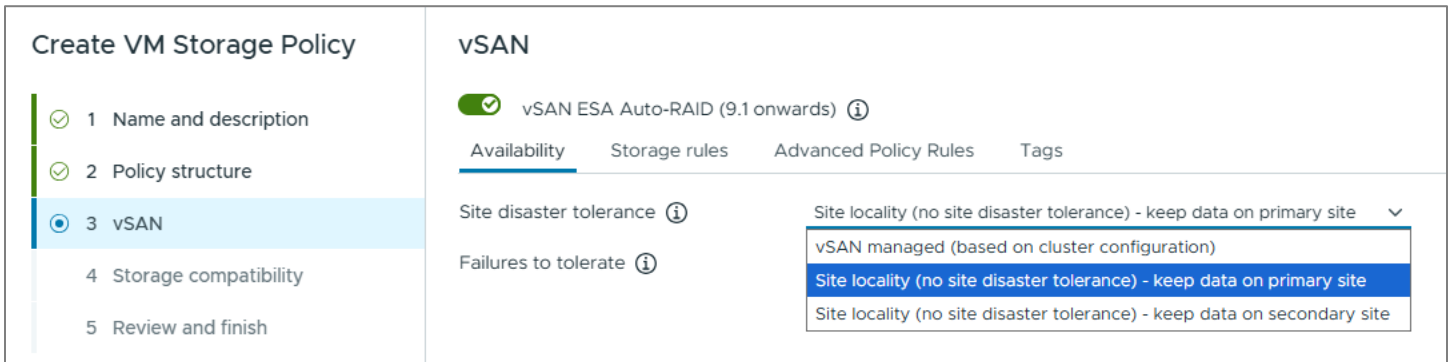 Create VM Storage Policy
1 Name and description
2 Policy structure
3 vSAN
4 Storage compatibility
5 Review and finish
vSAN
vSAN ESA Auto-RAID (9.1 onwards)
Availability Storage rules Advanced Policy Rules Tags
Site disaster tolerance Site locality (no site disaster tolerance) - keep data on primary site
vSAN managed (based on cluster configuration)
Failures to tolerate
Site locality (no site disaster tolerance) - keep data on primary site
Site locality (no site disaster tolerance) - keep data on secondary site